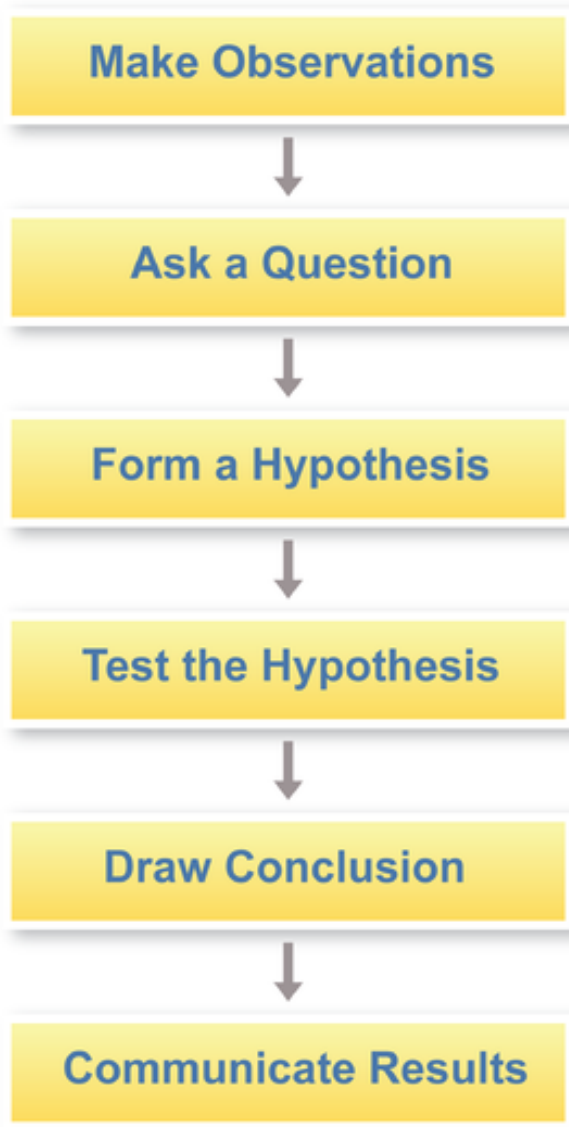 Make Observations
Ask a Question
Form a Hypothesis
Test the Hypothesis
Draw Conclusion
Communicate Results